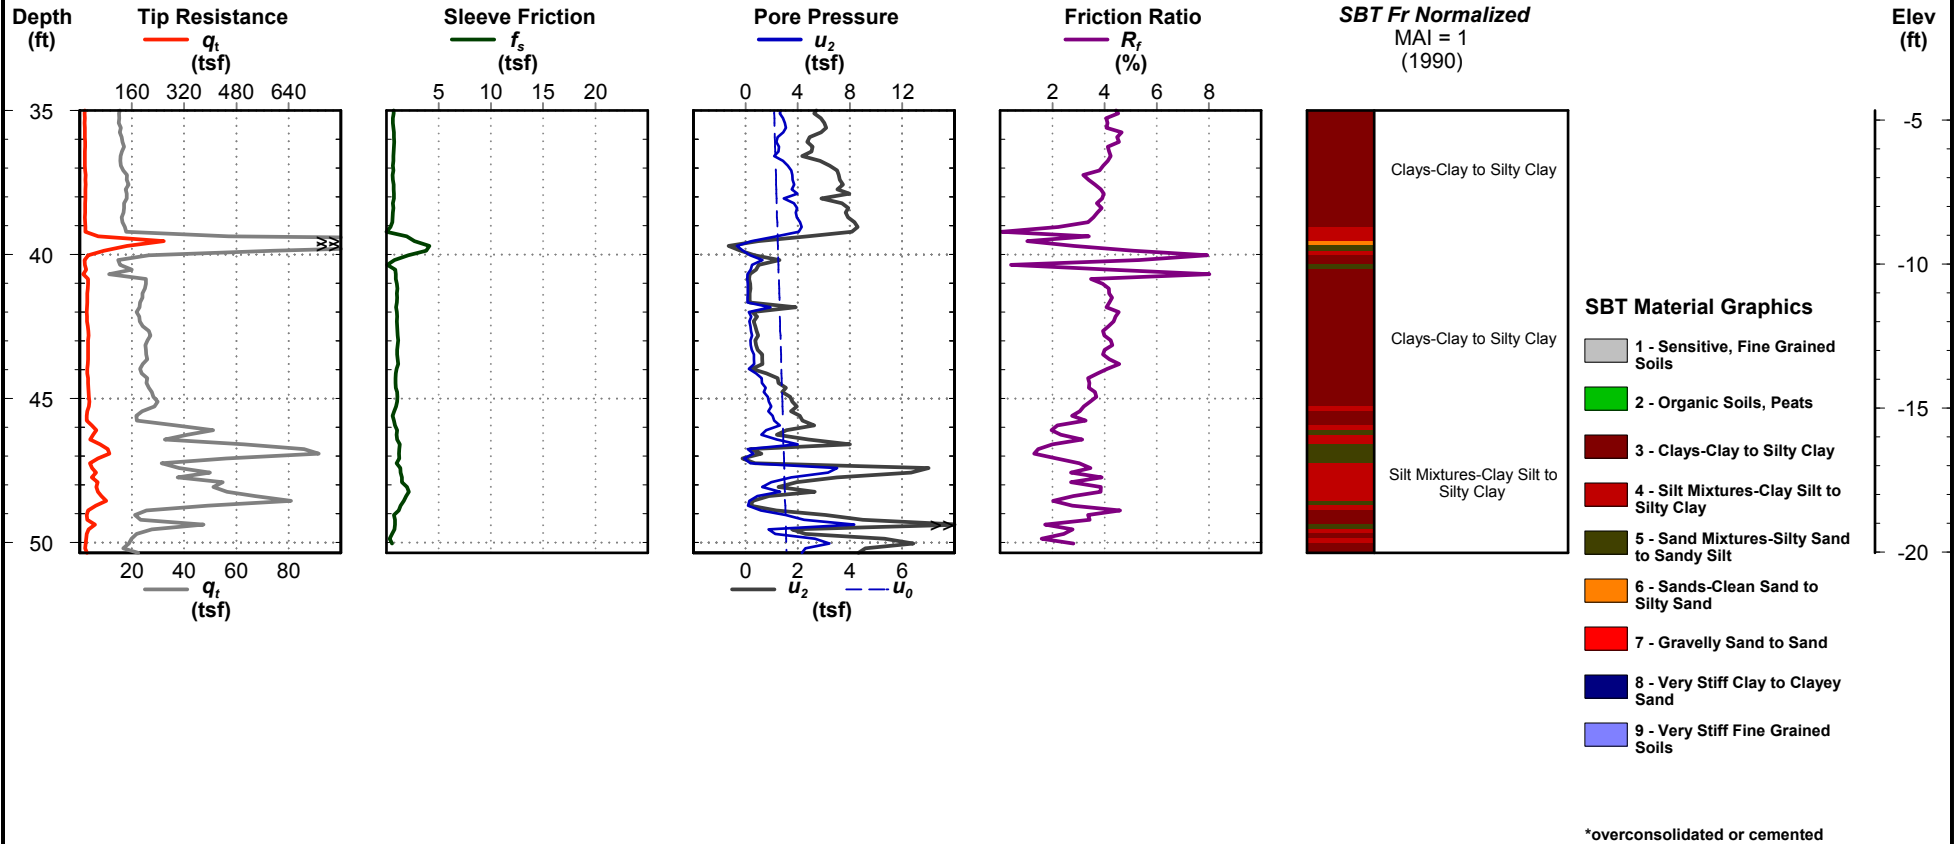 Depth
(ft)
Tip Resistance
qt
(tsf)
160 320 480 640
Sleeve Friction
fs
(tsf)
5 10 15 20
Pore Pressure
u2
(tsf)
0 4 8 12
Friction Ratio
Rf
(%)
2 4 6 8
SBT Fr Normalized
MAI = 1
(1990)
Elev
(ft)
35
40
45
50
>>
>>
>>
Clays-Clay to Silty Clay
Clays-Clay to Silty Clay
Silt Mixtures-Clay Silt to
Silty Clay
-5
-10
-15
-20
20 40 60 80
qt
(tsf)
0 2 4 6
u2 u0
(tsf)
SBT Material Graphics
1 - Sensitive, Fine Grained
Soils
2 - Organic Soils, Peats
3 - Clays-Clay to Silty Clay
4 - Silt Mixtures-Clay Silt to
Silty Clay
5 - Sand Mixtures-Silty Sand
to Sandy Silt
6 - Sands-Clean Sand to
Silty Sand
7 - Gravelly Sand to Sand
8 - Very Stiff Clay to Clayey
Sand
9 - Very Stiff Fine Grained
Soils
*overconsolidated or cemented